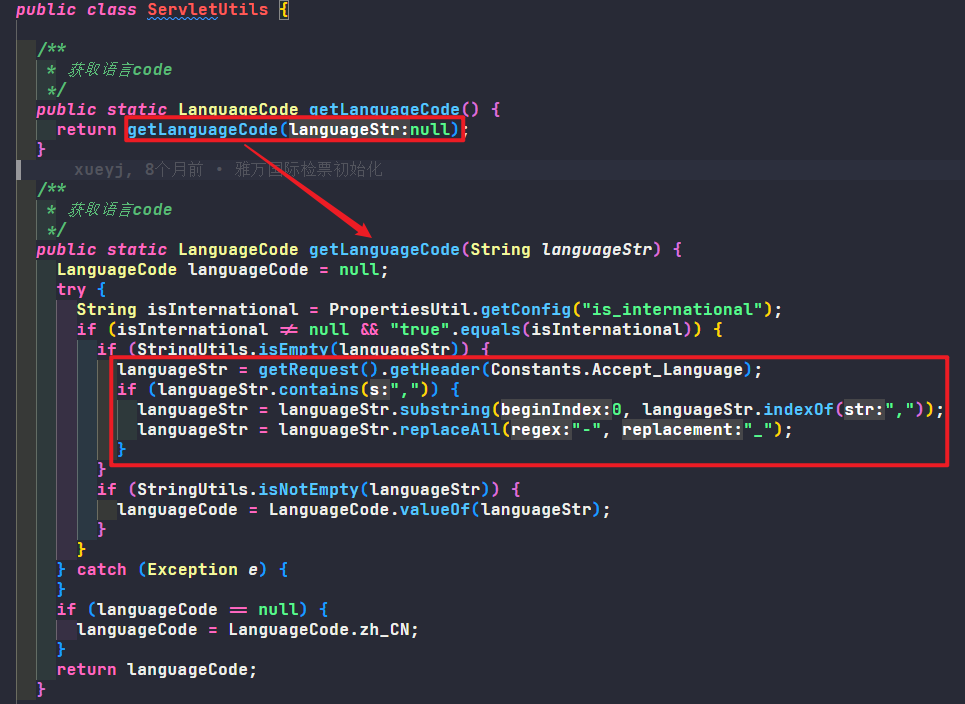 public class ServletUtils {
/**
* 获取语言code
*/
public static LanguageCode getLanguageCode() {
return getLanguageCode(languageStr:null);
}
xueyj, 8个月前 • 雅万国际检票初始化
/**
* 获取语言code
*/
public static LanguageCode getLanguageCode(String languageStr) {
LanguageCode languageCode = null;
try {
String isInternational = PropertiesUtil.getConfig("is_international");
if (isInternational != null && "true".equals(isInternational)) {
if (StringUtils.isEmpty(languageStr)) {
languageStr = getRequest().getHeader(Constants.Accept_Language);
if (languageStr.contains(s:",")) {
languageStr = languageStr.substring(beginIndex:0, languageStr.indexOf(str:","));
languageStr = languageStr.replaceAll(regex:"-", replacement:"_");
}
}
if (StringUtils.isNotEmpty(languageStr)) {
languageCode = LanguageCode.valueOf(languageStr);
}
}
} catch (Exception e) {
}
if (languageCode == null) {
languageCode = LanguageCode.zh_CN;
}
return languageCode;
}